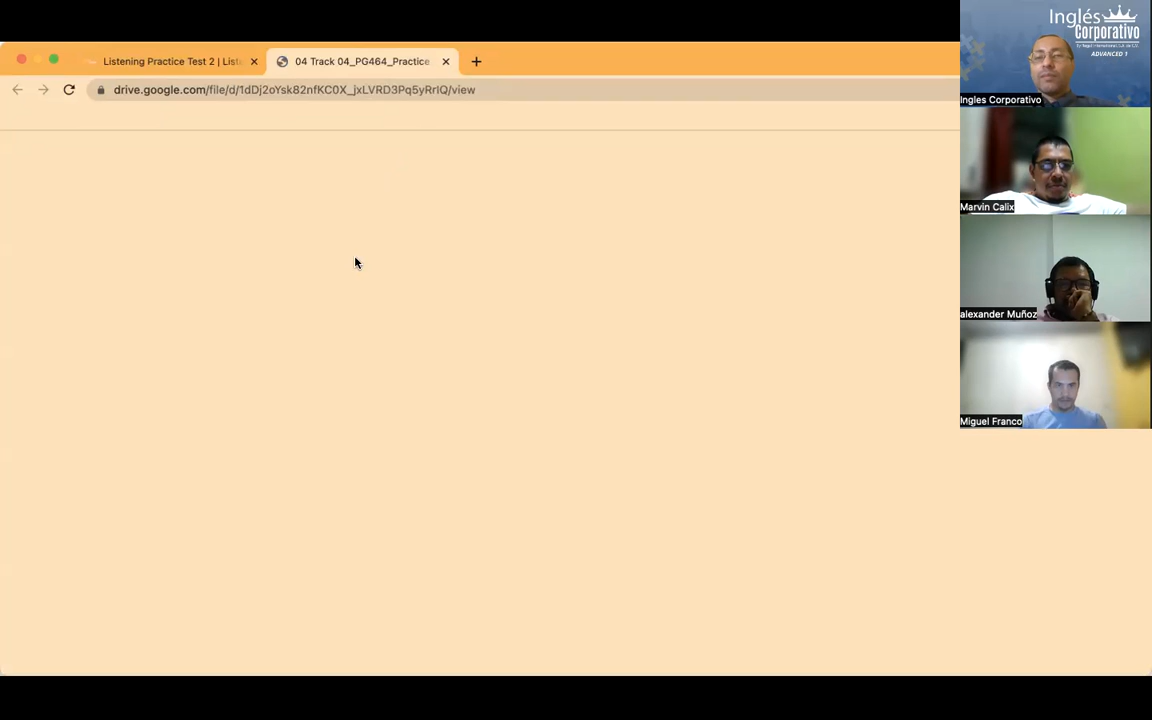 Listening Practice Test 2 | List
04 Track 04_PG464_Practice
drive.google.com/file/d/1dDj2oYsk82nfKC0X_jxLVRD3Pq5yRrIQ/view
Inglés
Corporativo
ADVANCED 1
Ingles Corporativo
Marvin Calix
alexander Muñoz
Miguel Franco